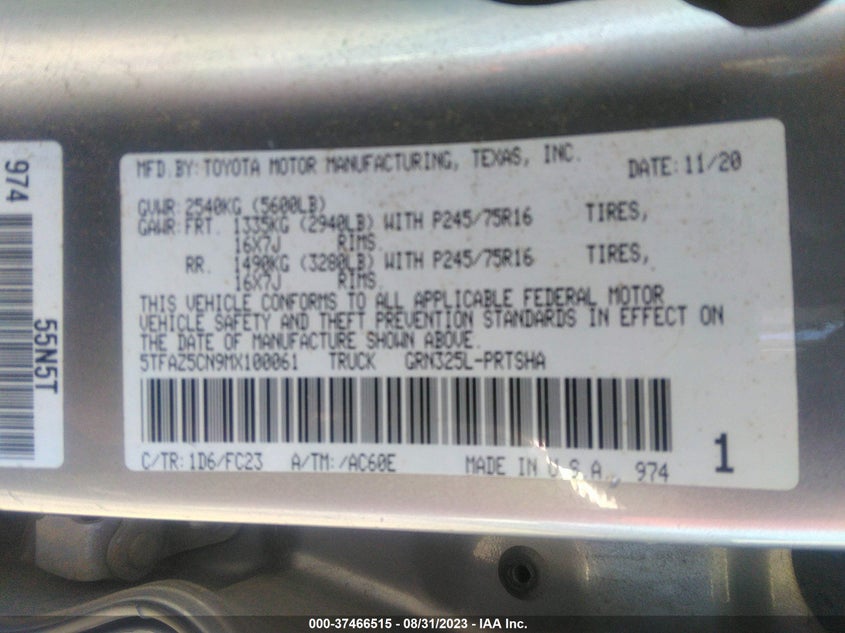 974
55N5T
MFD.BY:TOYOTA MOTOR MANUFACTURING, TEXAS, INC. DATE:11/20
GVWR:2540KG (5600LB)
GAWR:FRT. 1335KG (2940LB) WITH P245/75R16 TIRES,
16X7J RIMS.
RR. 1490KG (3280LB) WITH P245/75R16 TIRES,
16X7J RIMS.
THIS VEHICLE CONFORMS TO ALL APPLICABLE FEDERAL MOTOR
VEHICLE SAFETY AND THEFT PREVENTION STANDARDS IN EFFECT ON
THE DATE OF MANUFACTURE SHOWN ABOVE.
5TFAZ5CN9MX100061 TRUCK GRN325L-PRTSHA
C/TR:1D6/FC23 A/TM:/AC60E MADE IN U.S.A. 974 1
000-37466515 - 08/31/2023 - IAA Inc.